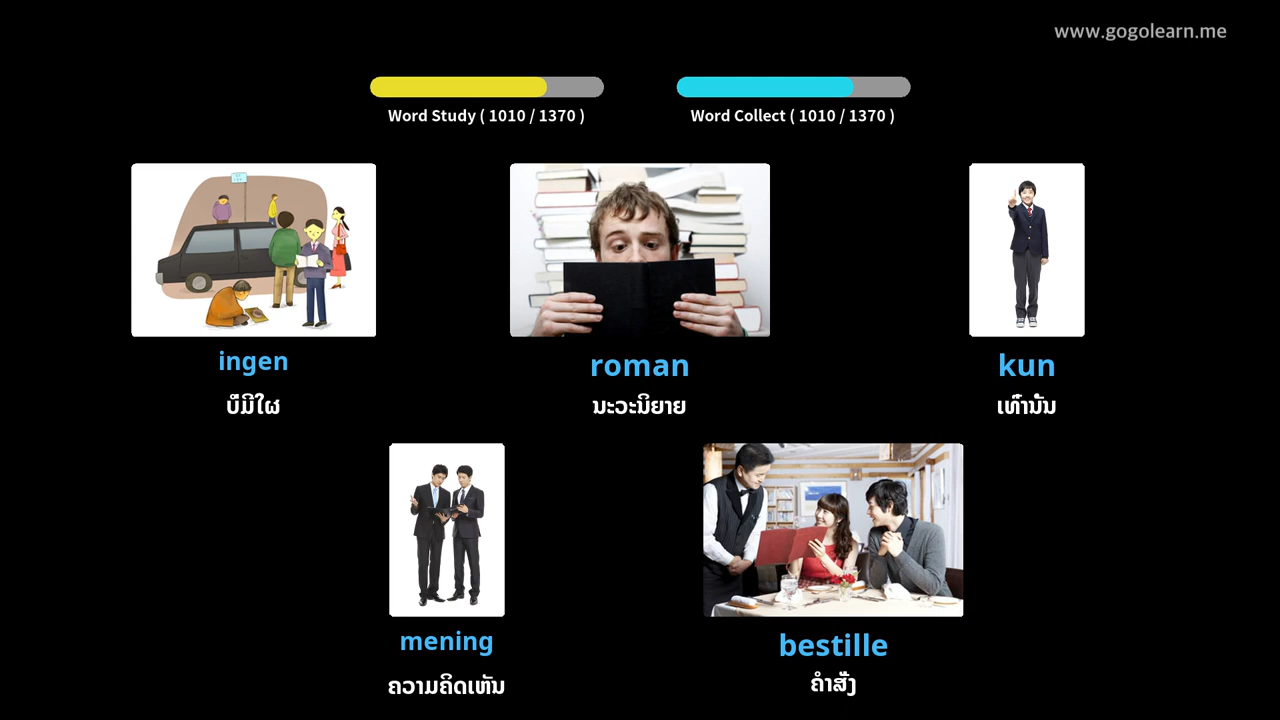 www.gogolearn.me
Word Study ( 1010 / 1370 )
Word Collect ( 1010 / 1370 )
ingen
ບໍ່ມີໃຜ
roman
ນະວະນິຍາຍ
kun
ເທົ່ານັ້ນ
mening
ຄວາມຄິດເຫັນ
bestille
ຄໍາສັ່ງ